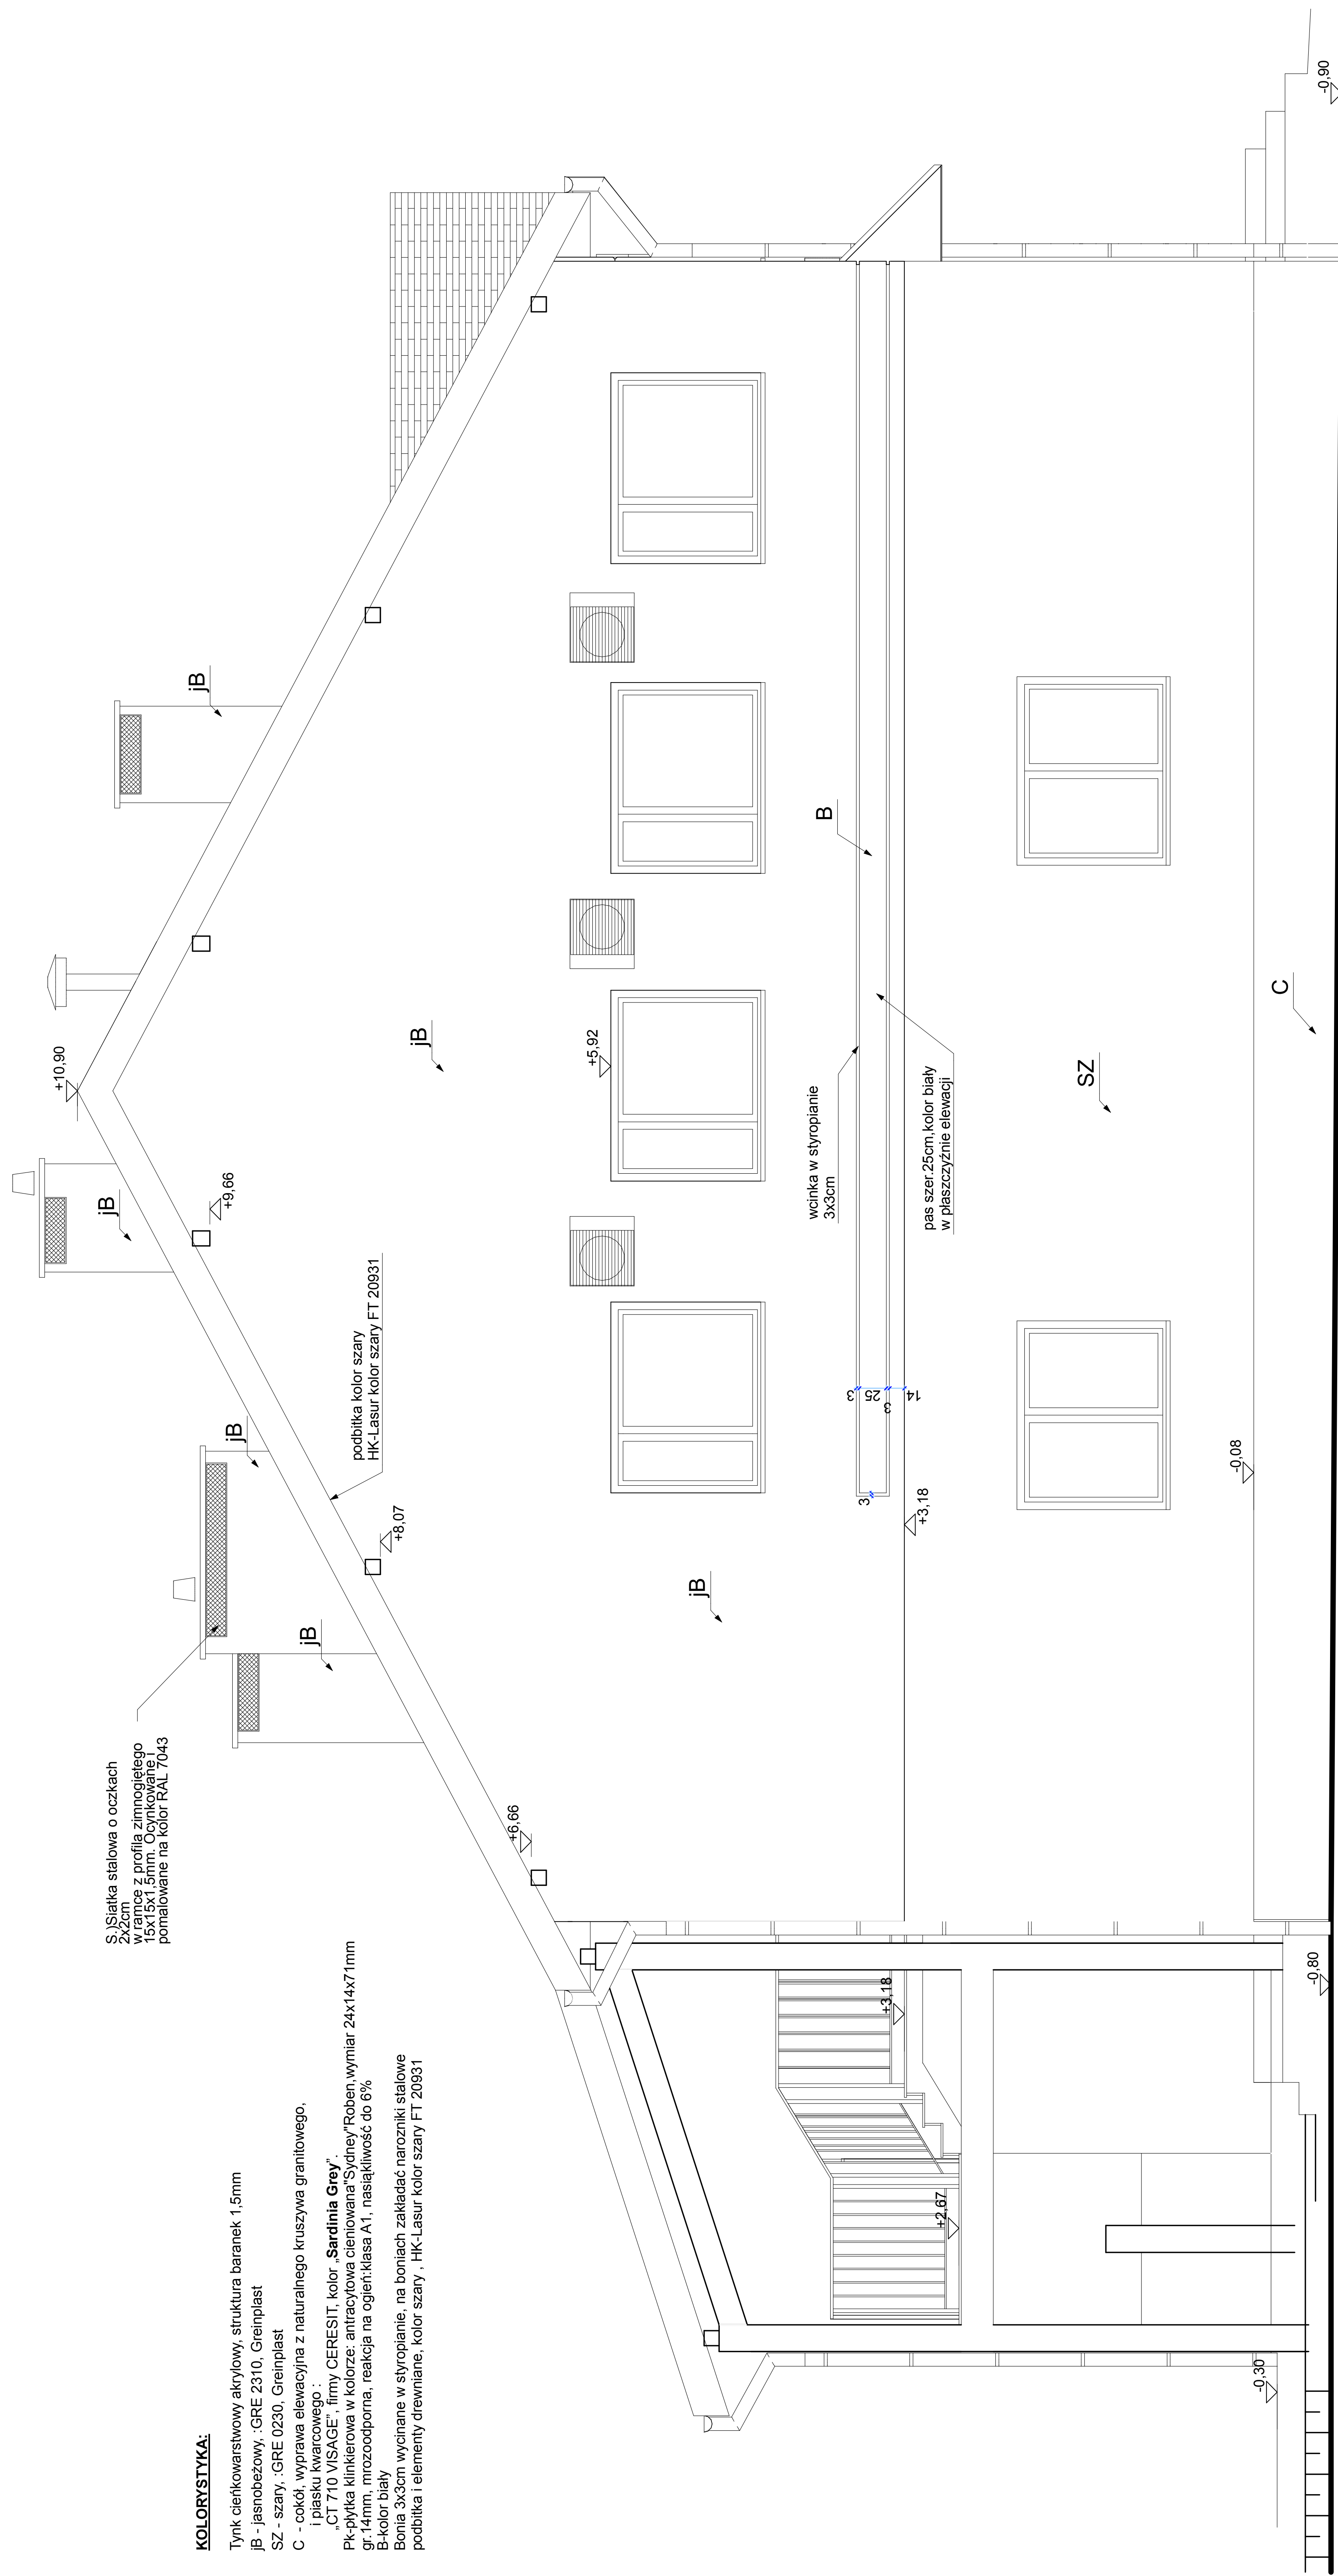 KOLORYSTYKA:
Tynk cieńkowarstwowy akrylowy, struktura baranek 1,5mm
jB - jasnobeżowy, :GRE 2310, Greinplast
SZ - szary, :GRE 0230, Greinplast
C - cokół, wyprawa elewacyjna z naturalnego kruszywa granitowego,
i piasku kwarcowego :
„CT 710 VISAGE”, firmy CERESIT, kolor „Sardinia Grey”.
Pk-płytka klinkierowa w kolorze: antracytowa cieniowana"Sydney"Roben,wymiar 24x14x71mm
gr.14mm, mrozoodporna, reakcja na ogień:klasa A1, nasiąkliwość do 6%
B-kolor biały
Bonia 3x3cm wycinane w styropianie, na boniach zakładać narozniki stalowe
podbitka i elementy drewniane, kolor szary , HK-Lasur kolor szary FT 20931
S.)Siatka stalowa o oczkach
2x2cm
w ramce z profila zimnogiętego
15x15x1,5mm. Ocynkowane i
pomalowane na kolor RAL 7043
jB
jB
jB
jB
+10,90
+9,66
+8,07
+6,66
podbitka kolor szary
HK-Lasur kolor szary FT 20931
jB
jB
+5,92
wcinka w styropianie
3x3cm
B
pas szer.25cm,kolor biały
w płaszczyźnie elewacji
3
25
3
14
3
+3,18
+3,18
+2,67
SZ
C
-0,08
-0,80
-0,30
-0,90